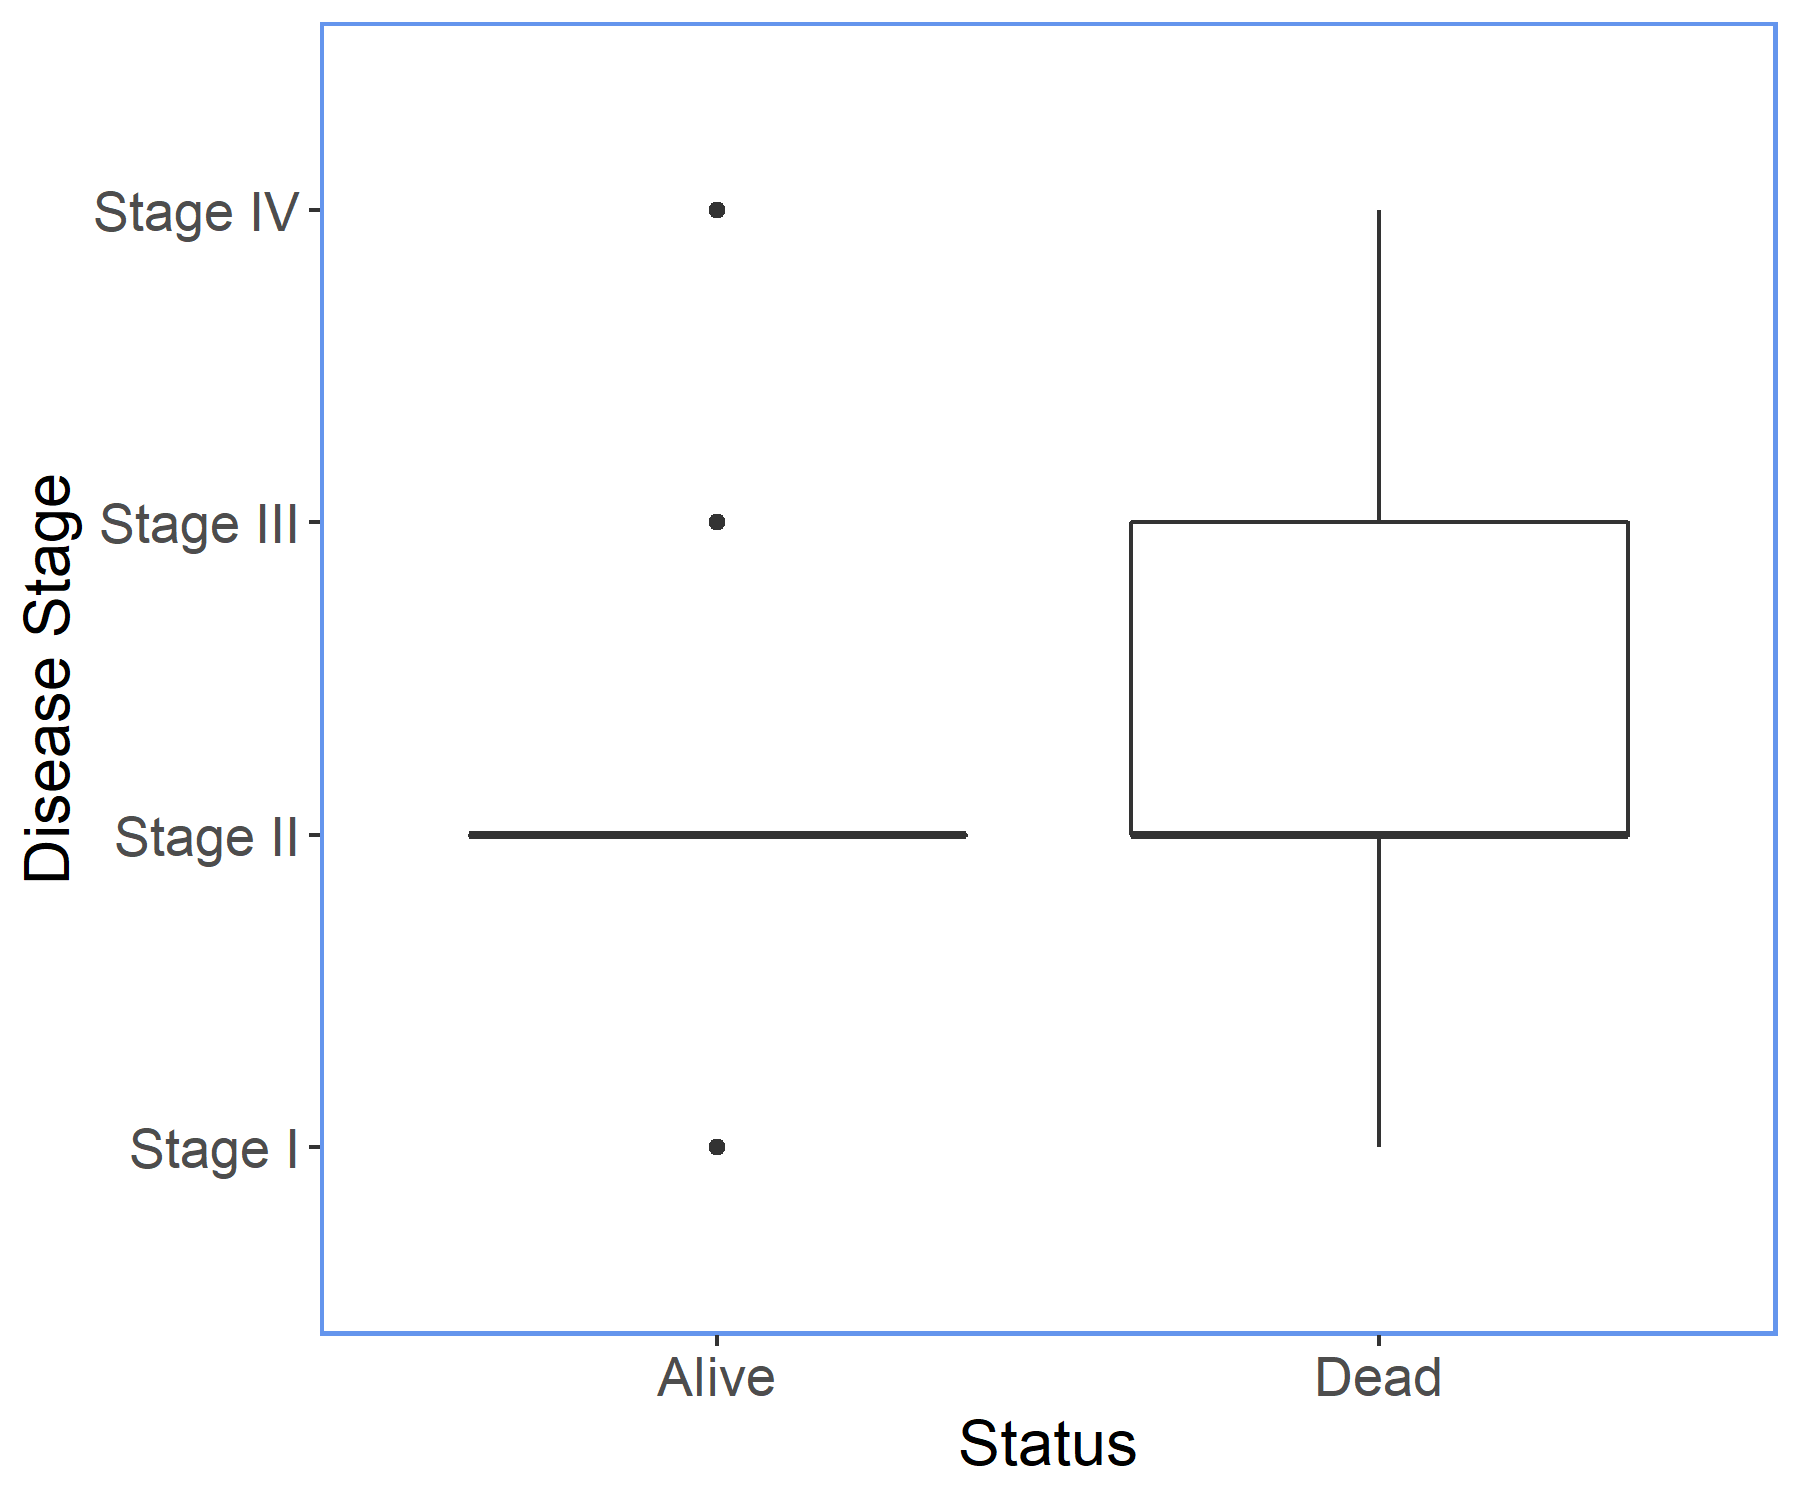 Disease Stage
Stage IV
Stage III
Stage II
Stage I
Alive
Dead
Status